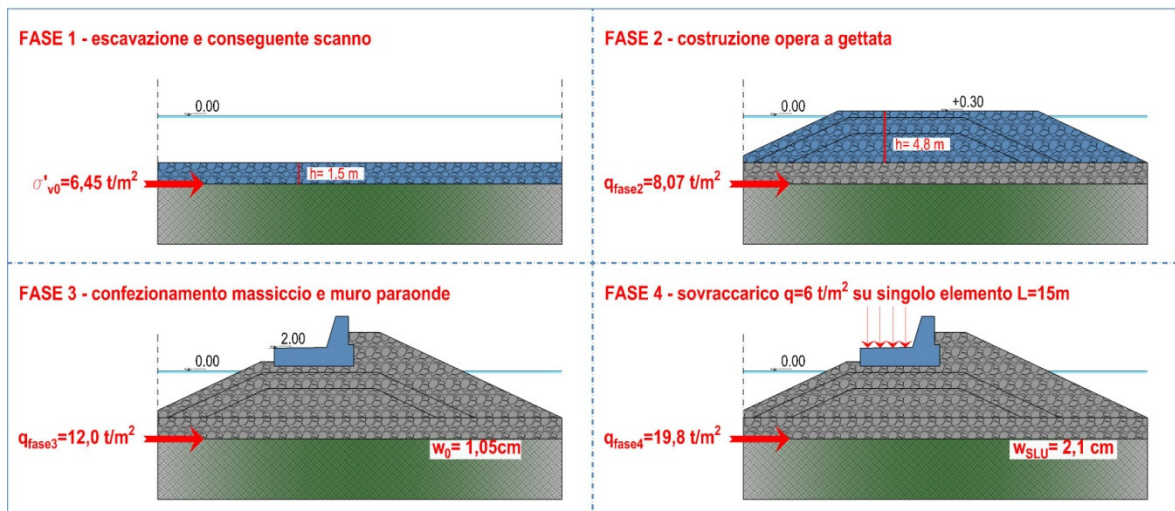 FASE 1 - escavazione e conseguente scanno
0.00
h= 1,5 m
σ'v0=6,45 t/m²
FASE 2 - costruzione opera a gettata
0.00
+0.30
h= 4.8 m
qfase2=8,07 t/m²
FASE 3 - confezionamento massiccio e muro paraonde
2.00
0.00
qfase3=12,0 t/m²
w0= 1,05cm
FASE 4 - sovraccarico q=6 t/m² su singolo elemento L=15m
2.00
0.00
qfase4=19,8 t/m²
wSLU= 2,1 cm